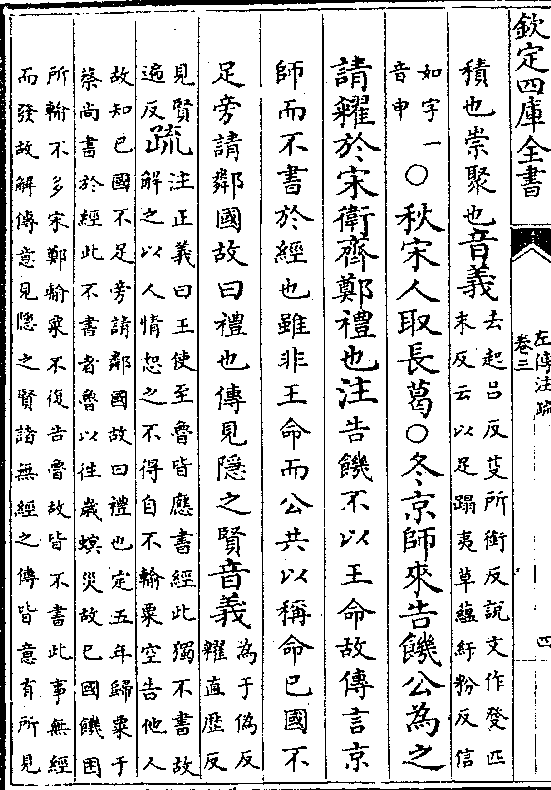 欽定四庫全書
左傳注疏
卷三
四
積也崇聚也音義去起呂反芟所銜反說文作癹匹
末反云以足蹋夷草蘊紆粉反信
如字一
音申
○秋宋人取長葛○冬京師來告饑公為之
請糴於宋衛齊鄭禮也注告饑不以王命故傳言京
師而不書於經也雖非王命而公共以稱命已國不
足旁請鄰國故曰禮也傳見隱之賢音義為于偽反
糴直歷反
見賢
遍反
疏注正義曰王使至魯皆應書經此獨不書故
解之以人情恕之不得自不輸粟空告他人
故知已國不足旁請鄰國故曰禮也定五年歸粟于
蔡尚書於經此不書者魯以往歲螟災故已國饑困
所輸不多宋鄭輸粟不復告魯故皆不書此事無經
而發故解傳意見隱之賢諸無經之傳皆意有所見